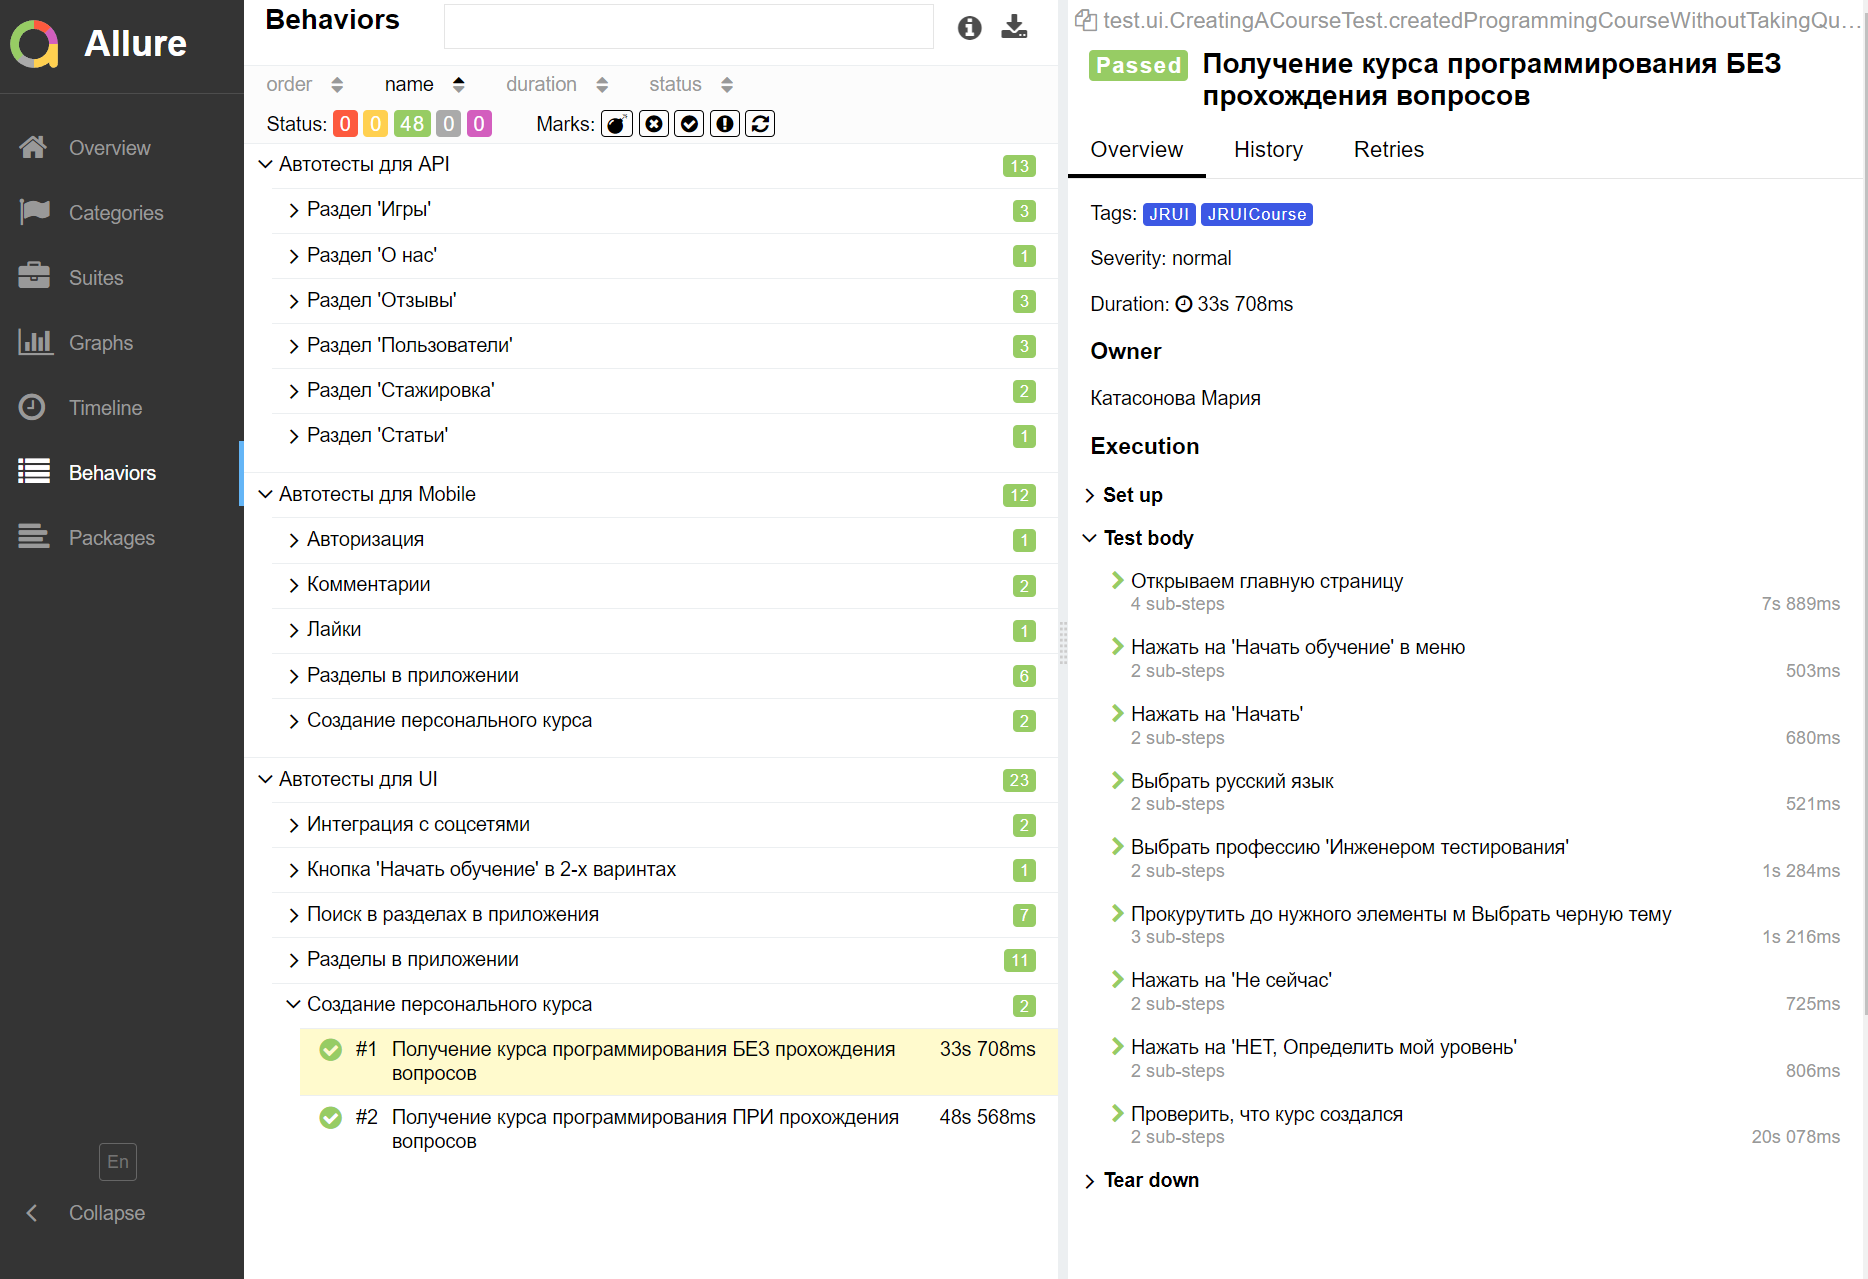 Allure
Overview
Categories
Suites
Graphs
Timeline
Behaviors
Packages
En
Collapse
Behaviors
order name duration status
Status: 0 0 48 0 0 Marks:
Автотесты для API 13
Раздел 'Игры' 3
Раздел 'О нас' 1
Раздел 'Отзывы' 3
Раздел 'Пользователи' 3
Раздел 'Стажировка' 2
Раздел 'Статьи' 1
Автотесты для Mobile 12
Авторизация 1
Комментарии 2
Лайки 1
Разделы в приложении 6
Создание персонального курса 2
Автотесты для UI 23
Интеграция с соцсетями 2
Кнопка 'Начать обучение' в 2-х варинтах 1
Поиск в разделах в приложения 7
Разделы в приложении 11
Создание персонального курса 2
#1 Получение курса программирования БЕЗ прохождения 33s 708ms
вопросов
#2 Получение курса программирования ПРИ прохождения 48s 568ms
вопросов
test.ui.CreatingACourseTest.createdProgrammingCourseWithoutTakingQu...
Passed Получение курса программирования БЕЗ
прохождения вопросов
Overview History Retries
Tags: JRUI JRUICourse
Severity: normal
Duration: 33s 708ms
Owner
Катасонова Мария
Execution
Set up
Test body
Открываем главную страницу
4 sub-steps 7s 889ms
Нажать на 'Начать обучение' в меню
2 sub-steps 503ms
Нажать на 'Начать'
2 sub-steps 680ms
Выбрать русский язык
2 sub-steps 521ms
Выбрать профессию 'Инженером тестирования'
2 sub-steps 1s 284ms
Прокурутить до нужного элементы м Выбрать черную тему
3 sub-steps 1s 216ms
Нажать на 'Не сейчас'
2 sub-steps 725ms
Нажать на 'НЕТ, Определить мой уровень'
2 sub-steps 806ms
Проверить, что курс создался
2 sub-steps 20s 078ms
Tear down